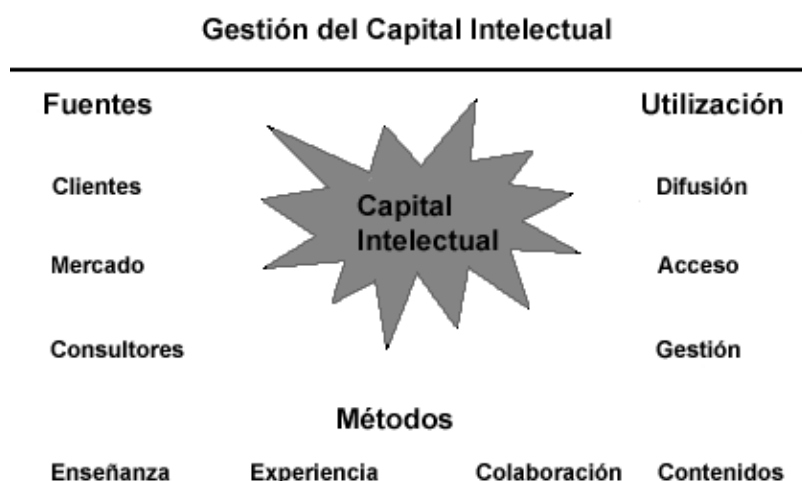 Gestión del Capital Intelectual
Fuentes
Utilización
Clientes
Difusión
Capital
Intelectual
Mercado
Acceso
Consultores
Gestión
Métodos
Enseñanza Experiencia Colaboración Contenidos